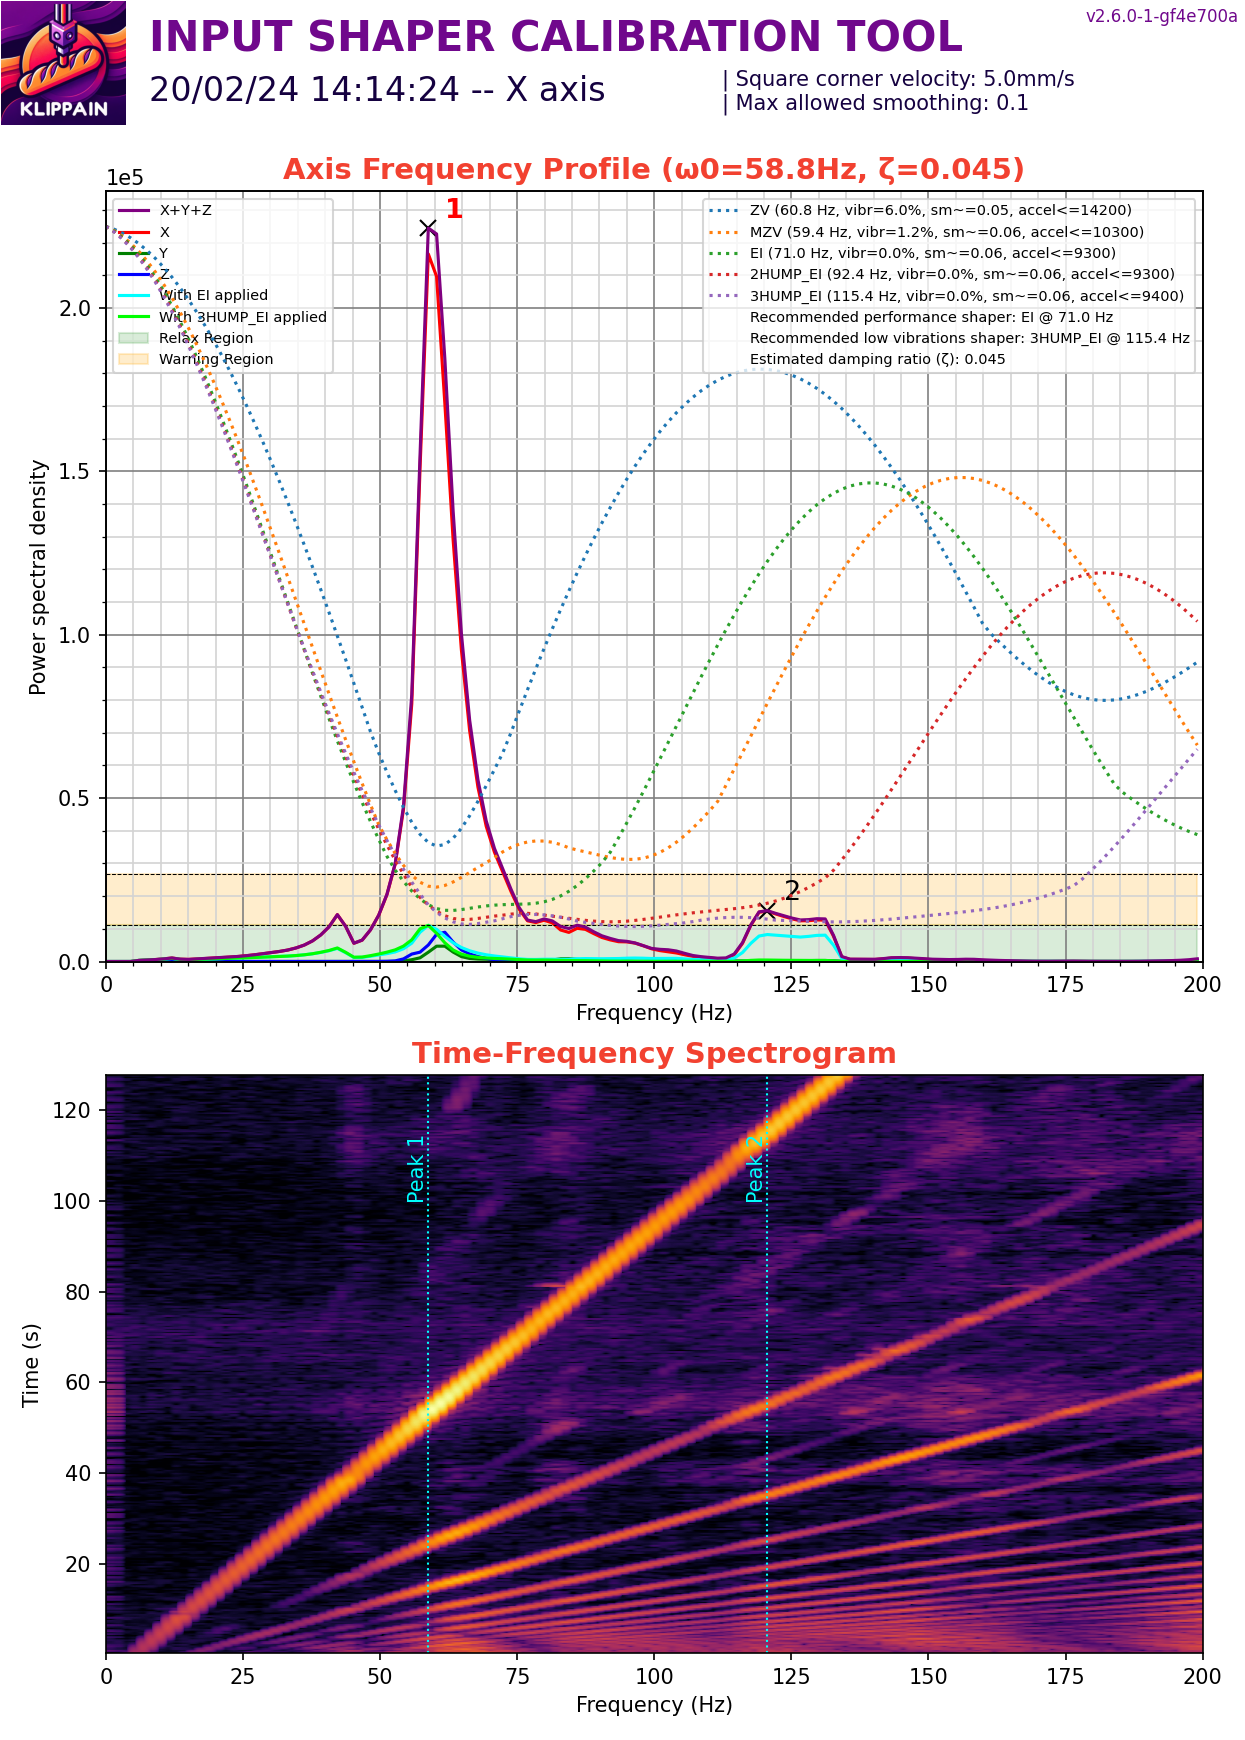 v2.6.0-1-gf4e700a
INPUT SHAPER CALIBRATION TOOL
20/02/24 14:14:24 -- X axis
| Square corner velocity: 5.0mm/s
| Max allowed smoothing: 0.1
KLIPPAIN
Axis Frequency Profile (ω0=58.8Hz, ζ=0.045)
1e5
X+Y+Z
X
Y
Z
With EI applied
With 3HUMP_EI applied
Relax Region
Warning Region
ZV (60.8 Hz, vibr=6.0%, sm~=0.05, accel<=14200)
MZV (59.4 Hz, vibr=1.2%, sm~=0.06, accel<=10300)
EI (71.0 Hz, vibr=0.0%, sm~=0.06, accel<=9300)
2HUMP_EI (92.4 Hz, vibr=0.0%, sm~=0.06, accel<=9300)
3HUMP_EI (115.4 Hz, vibr=0.0%, sm~=0.06, accel<=9400)
Recommended performance shaper: EI @ 71.0 Hz
Recommended low vibrations shaper: 3HUMP_EI @ 115.4 Hz
Estimated damping ratio (ζ): 0.045
1
2
Power spectral density
2.0
1.5
1.0
0.5
0.0
0 25 50 75 100 125 150 175 200
Frequency (Hz)
Time-Frequency Spectrogram
Peak 1
Peak 2
Time (s)
120
100
80
60
40
20
0 25 50 75 100 125 150 175 200
Frequency (Hz)